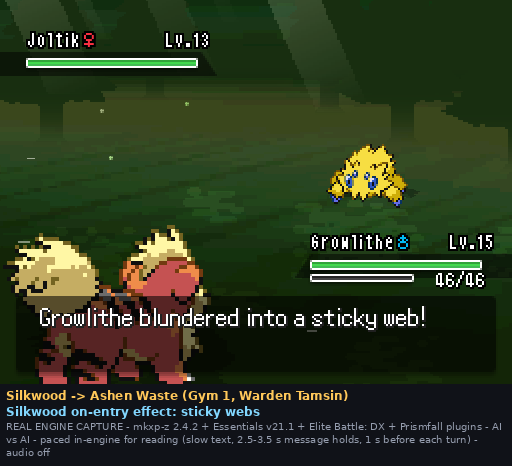 Joltik♀ Lv.13
Growlithe♂ Lv.15
46/46
Growlithe blundered into a sticky web!
Silkwood -> Ashen Waste (Gym 1, Warden Tamsin)
Silkwood on-entry effect: sticky webs
REAL ENGINE CAPTURE - mkxp-z 2.4.2 + Essentials v21.1 + Elite Battle: DX + Prismfall plugins - AI
vs AI - paced in-engine for reading (slow text, 2.5-3.5 s message holds, 1 s before each turn) -
audio off